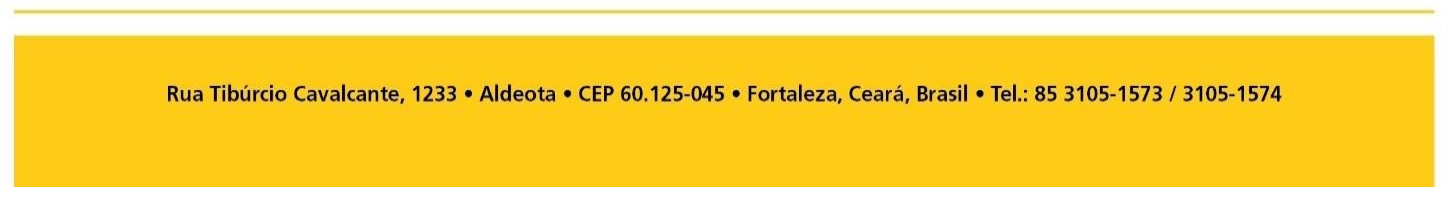 Rua Tibúrcio Cavalcante, 1233 • Aldeota • CEP 60.125-045 • Fortaleza, Ceará, Brasil • Tel.: 85 3105-1573 / 3105-1574